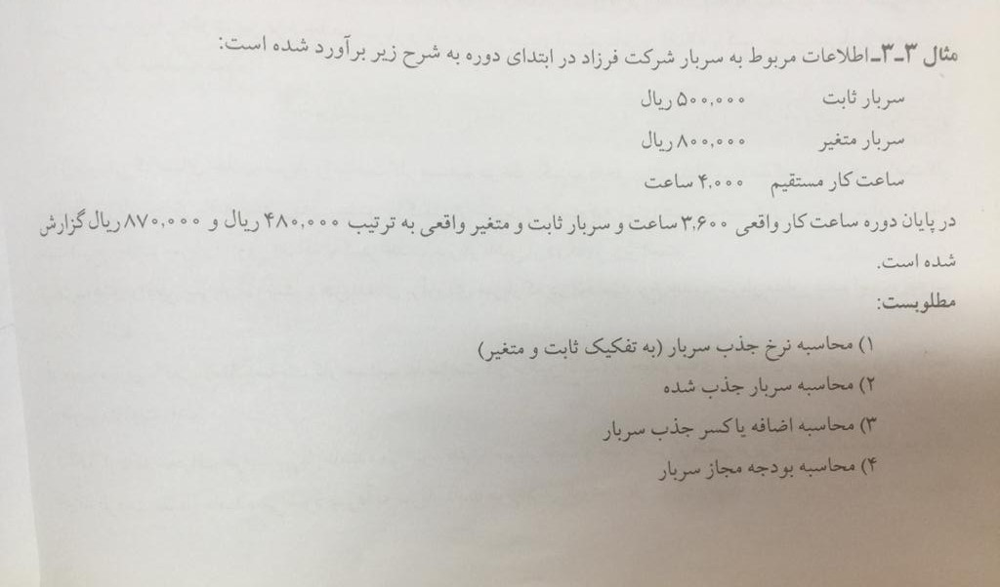 مثال ۳-۳- اطلاعات مربوط به سربار شرکت فرزاد در ابتدای دوره به شرح زیر برآورد شده است:
سربار ثابت ۵۰۰,۰۰۰ ریال
سربار متغیر ۸۰۰,۰۰۰ ریال
ساعت کار مستقیم ۴,۰۰۰ ساعت
در پایان دوره ساعت کار واقعی ۳,۶۰۰ ساعت و سربار ثابت و متغیر واقعی به ترتیب ۴۸۰,۰۰۰ ریال و ۸۷۰,۰۰۰ ریال گزارش
شده است.
مطلوبست:
۱) محاسبه نرخ جذب سربار (به تفکیک ثابت و متغیر)
۲) محاسبه سربار جذب شده
۳) محاسبه اضافه یا کسر جذب سربار
۴) محاسبه بودجه مجاز سربار